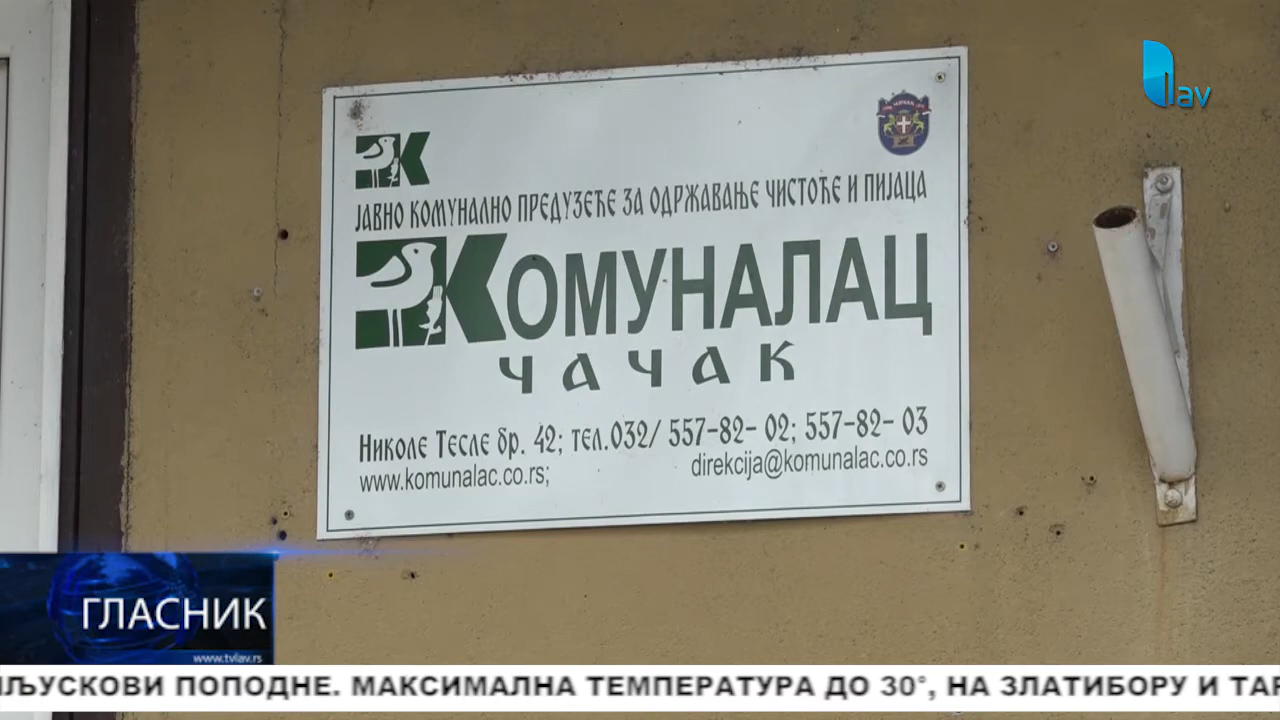 lav
ЧАЧАК
К
ЈАВНО КОМУНАЛНО ПРЕДУЗЕЋЕ ЗА ОДРЖАВАЊЕ ЧИСТОЋЕ И ПИЈАЦА
КОМУНАЛАЦ
ЧАЧАК
Николе Тесле бр. 42; тел.032/ 557-82- 02; 557-82- 03
www.komunalac.co.rs;
direkcija@komunalac.co.rs
ГЛАСНИК
www.tvlav.rs
ПОПОДНЕ. МАКСИМАЛНА ТЕМПЕРАТУРА ДО 30°, НА ЗЛАТИБОРУ И